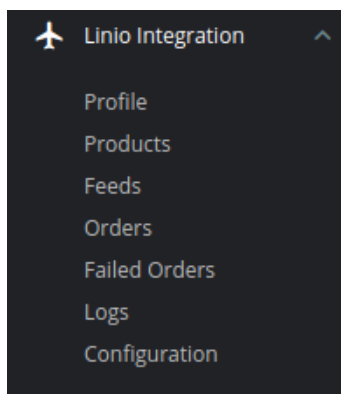 Linio Integration
Profile
Products
Feeds
Orders
Failed Orders
Logs
Configuration